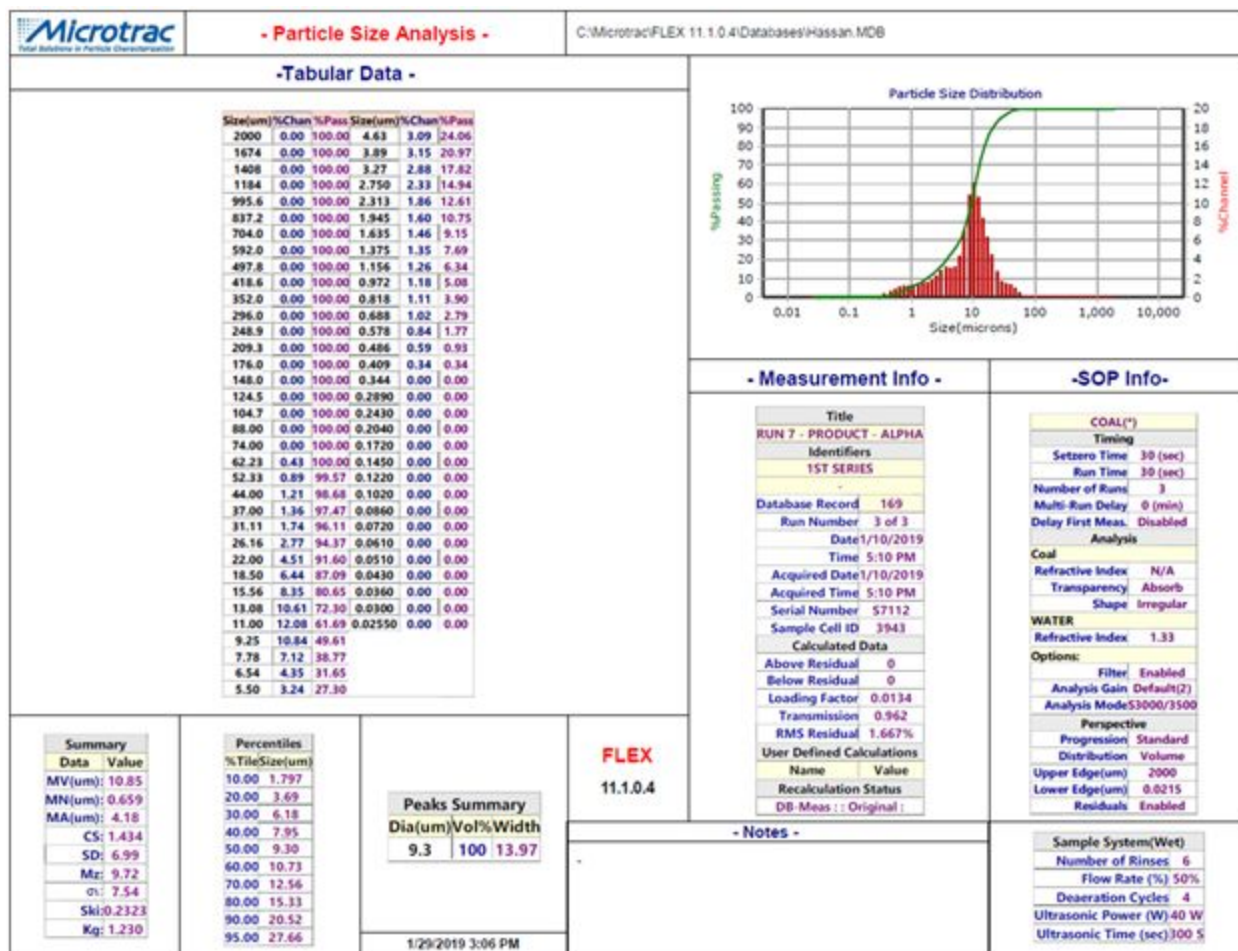 Microtrac
Total Solutions in Particle Characterization
- Particle Size Analysis -
C:\Microtrac\FLEX 11.1.0.4\Databases\Hassan.MDB
-Tabular Data -
Size(um) %Chan %Pass Size(um) %Chan %Pass
2000 0.00 100.00 4.63 3.09 24.06
1674 0.00 100.00 3.89 3.15 20.97
1408 0.00 100.00 3.27 2.88 17.82
1184 0.00 100.00 2.750 2.33 14.94
995.6 0.00 100.00 2.313 1.86 12.61
837.2 0.00 100.00 1.945 1.60 10.75
704.0 0.00 100.00 1.635 1.46 9.15
592.0 0.00 100.00 1.375 1.35 7.69
497.8 0.00 100.00 1.156 1.26 6.34
418.6 0.00 100.00 0.972 1.18 5.08
352.0 0.00 100.00 0.818 1.11 3.90
296.0 0.00 100.00 0.688 1.02 2.79
248.9 0.00 100.00 0.578 0.84 1.77
209.3 0.00 100.00 0.486 0.59 0.93
176.0 0.00 100.00 0.409 0.34 0.34
148.0 0.00 100.00 0.344 0.00 0.00
124.5 0.00 100.00 0.2890 0.00 0.00
104.7 0.00 100.00 0.2430 0.00 0.00
88.00 0.00 100.00 0.2040 0.00 0.00
74.00 0.00 100.00 0.1720 0.00 0.00
62.23 0.43 100.00 0.1450 0.00 0.00
52.33 0.89 99.57 0.1220 0.00 0.00
44.00 1.21 98.68 0.1020 0.00 0.00
37.00 1.36 97.47 0.0860 0.00 0.00
31.11 1.74 96.11 0.0720 0.00 0.00
26.16 2.77 94.37 0.0610 0.00 0.00
22.00 4.51 91.60 0.0510 0.00 0.00
18.50 6.44 87.09 0.0430 0.00 0.00
15.56 8.35 80.65 0.0360 0.00 0.00
13.08 10.61 72.30 0.0300 0.00 0.00
11.00 12.08 61.69 0.02550 0.00 0.00
9.25 10.84 49.61
7.78 7.12 38.77
6.54 4.35 31.65
5.50 3.24 27.30
Particle Size Distribution
%Passing
100
90
80
70
60
50
40
30
20
10
0
20
18
16
14
12
10
8
6
4
2
0
%Channel
0.01 0.1 1 10 100 1,000 10,000
Size(microns)
- Measurement Info -
Title
RUN 7 - PRODUCT - ALPHA
Identifiers
1ST SERIES
-
Database Record 169
Run Number 3 of 3
Date 1/10/2019
Time 5:10 PM
Acquired Date 1/10/2019
Acquired Time 5:10 PM
Serial Number S7112
Sample Cell ID 3943
Calculated Data
Above Residual 0
Below Residual 0
Loading Factor 0.0134
Transmission 0.962
RMS Residual 1.667%
User Defined Calculations
Name Value
Recalculation Status
DB-Meas : : Original :
-SOP Info-
COAL(*)
Timing
Setzero Time 30 (sec)
Run Time 30 (sec)
Number of Runs 3
Multi-Run Delay 0 (min)
Delay First Meas. Disabled
Analysis
Coal
Refractive Index N/A
Transparency Absorb
Shape Irregular
WATER
Refractive Index 1.33
Options:
Filter Enabled
Analysis Gain Default(2)
Analysis Mode S3000/3500
Perspective
Progression Standard
Distribution Volume
Upper Edge(um) 2000
Lower Edge(um) 0.0215
Residuals Enabled
Summary
Data Value
MV(um): 10.85
MN(um): 0.659
MA(um): 4.18
CS: 1.434
SD: 6.99
Mz: 9.72
σı: 7.54
Ski: 0.2323
Kg: 1.230
Percentiles
%Tile Size(um)
10.00 1.797
20.00 3.69
30.00 6.18
40.00 7.95
50.00 9.30
60.00 10.73
70.00 12.56
80.00 15.33
90.00 20.52
95.00 27.66
Peaks Summary
Dia(um) Vol% Width
9.3 100 13.97
1/29/2019 3:06 PM
FLEX
11.1.0.4
- Notes -
-
Sample System(Wet)
Number of Rinses 6
Flow Rate (%) 50%
Deaeration Cycles 4
Ultrasonic Power (W) 40 W
Ultrasonic Time (sec) 300 S